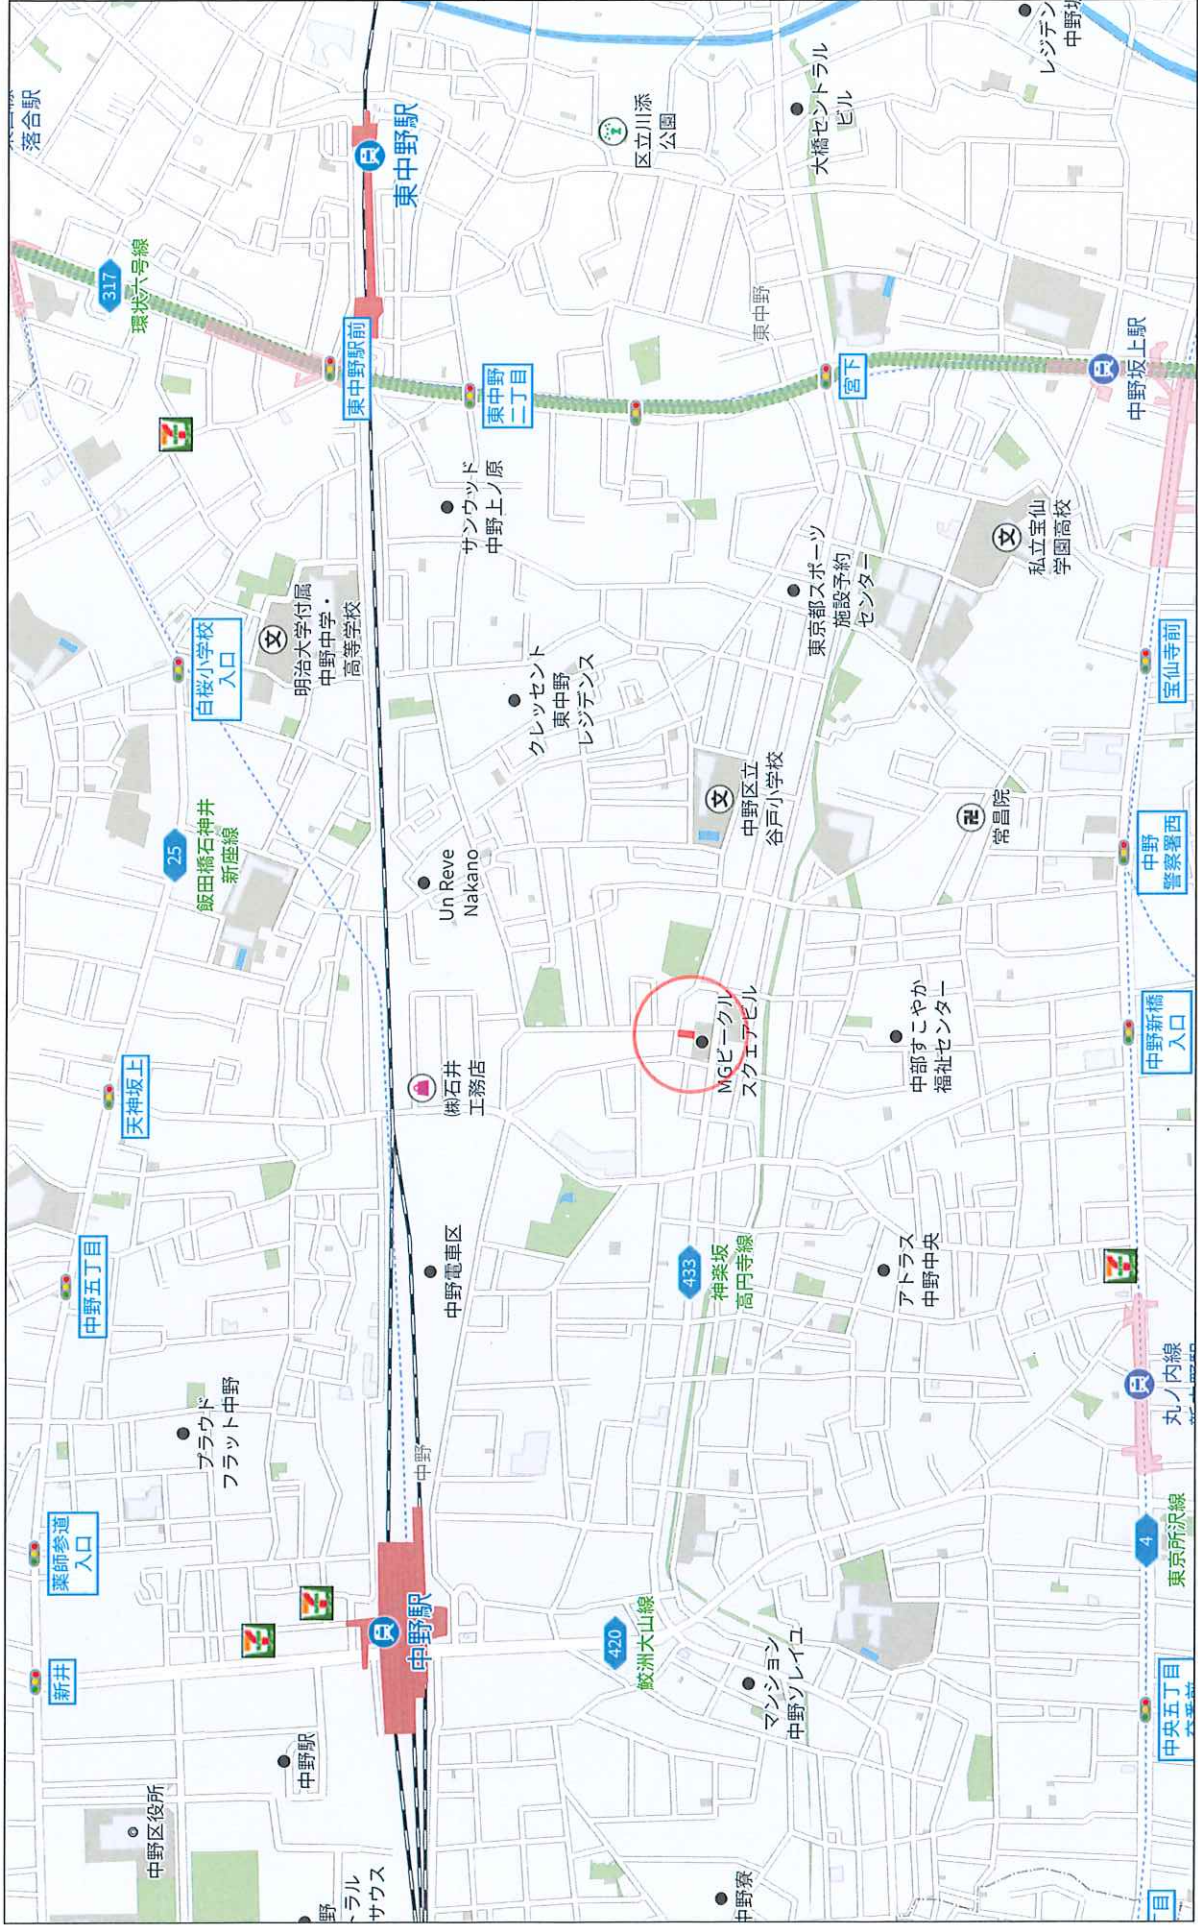 中野区役所
新井
薬師参道
入口
中野五丁目
天神坂上
25
飯田橋石神井
新座線
白桜小学校
入口
317
環状六号線
落合駅
プラウド
フラット中野
中野駅
明治大学付属
中野中学・
高等学校
東中野駅前
東中野駅
ラル
サウス
中野駅
中野
中野電車区
㈱石井
工務店
Un Reve
Nakano
サンウッド
中野上ノ原
東中野
二丁目
クレッセント
東中野
レジデンス
420
鮫洲大山線
433
神楽坂
高円寺線
MGビークル
スクエアビル
中野区立
谷戸小学校
東中野
区立川添
公園
中野寮
マンション
中野ソレイユ
東京都スポーツ
施設予約
センター
宮下
大橋セントラル
ビル
アトラス
中野中央
中部すこやか
福祉センター
常昌院
私立宝仙
学園高校
レジデン
中野坂
中央五丁目
4
東京所沢線
丸ノ内線
中野新橋
入口
中野
警察署西
宝仙寺前
中野坂上駅
丁目